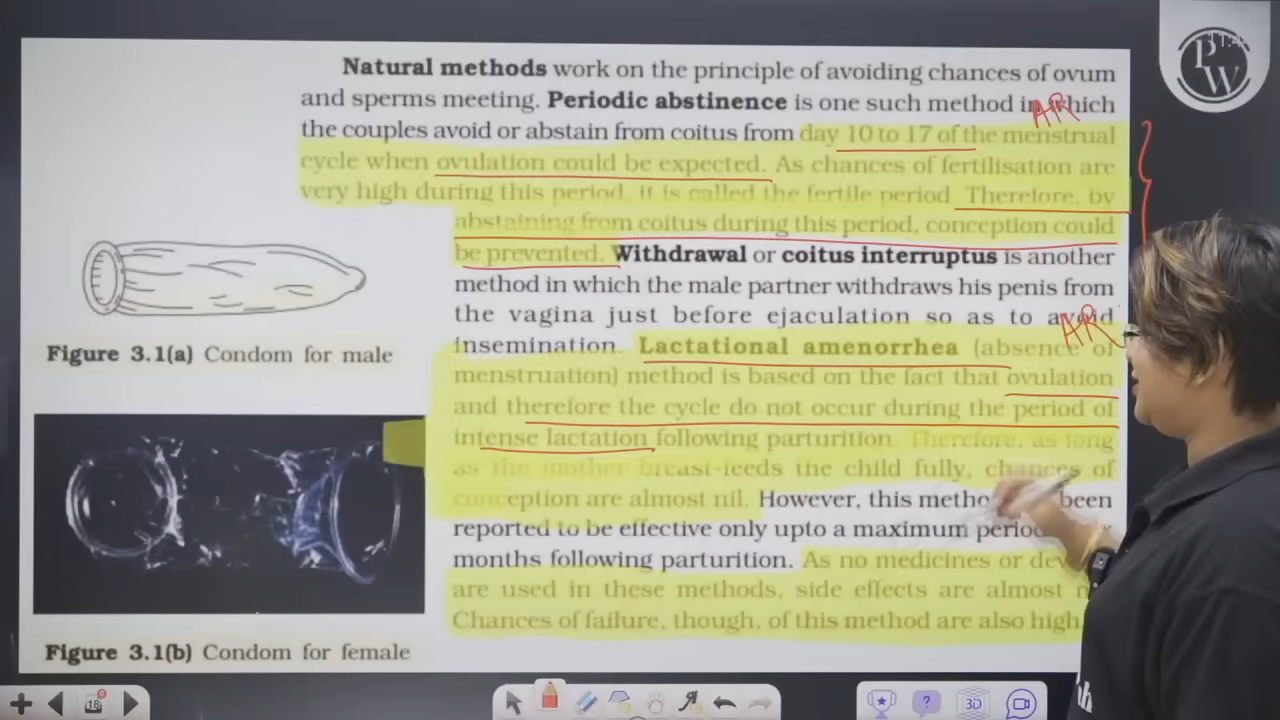 Natural methods work on the principle of avoiding chances of ovum
and sperms meeting. Periodic abstinence is one such method in which
AR
the couples avoid or abstain from coitus from day 10 to 17 of the menstrual
cycle when ovulation could be expected. As chances of fertilisation are
very high during this period, it is called the fertile period. Therefore, by
abstaining from coitus during this period, conception could
be prevented. Withdrawal or coitus interruptus is another
method in which the male partner withdraws his penis from
the vagina just before ejaculation so as to avoid
AR
insemination. Lactational amenorrhea (absence of
menstruation) method is based on the fact that ovulation
and therefore the cycle do not occur during the period of
intense lactation following parturition. Therefore, as long
as the mother breast-feeds the child fully, chances of
conception are almost nil. However, this metho been
reported to be effective only upto a maximum perio
months following parturition. As no medicines or dev
are used in these methods, side effects are almost n
Chances of failure, though, of this method are also high.
Figure 3.1(a) Condom for male
Figure 3.1(b) Condom for female
PW
18
?
3D